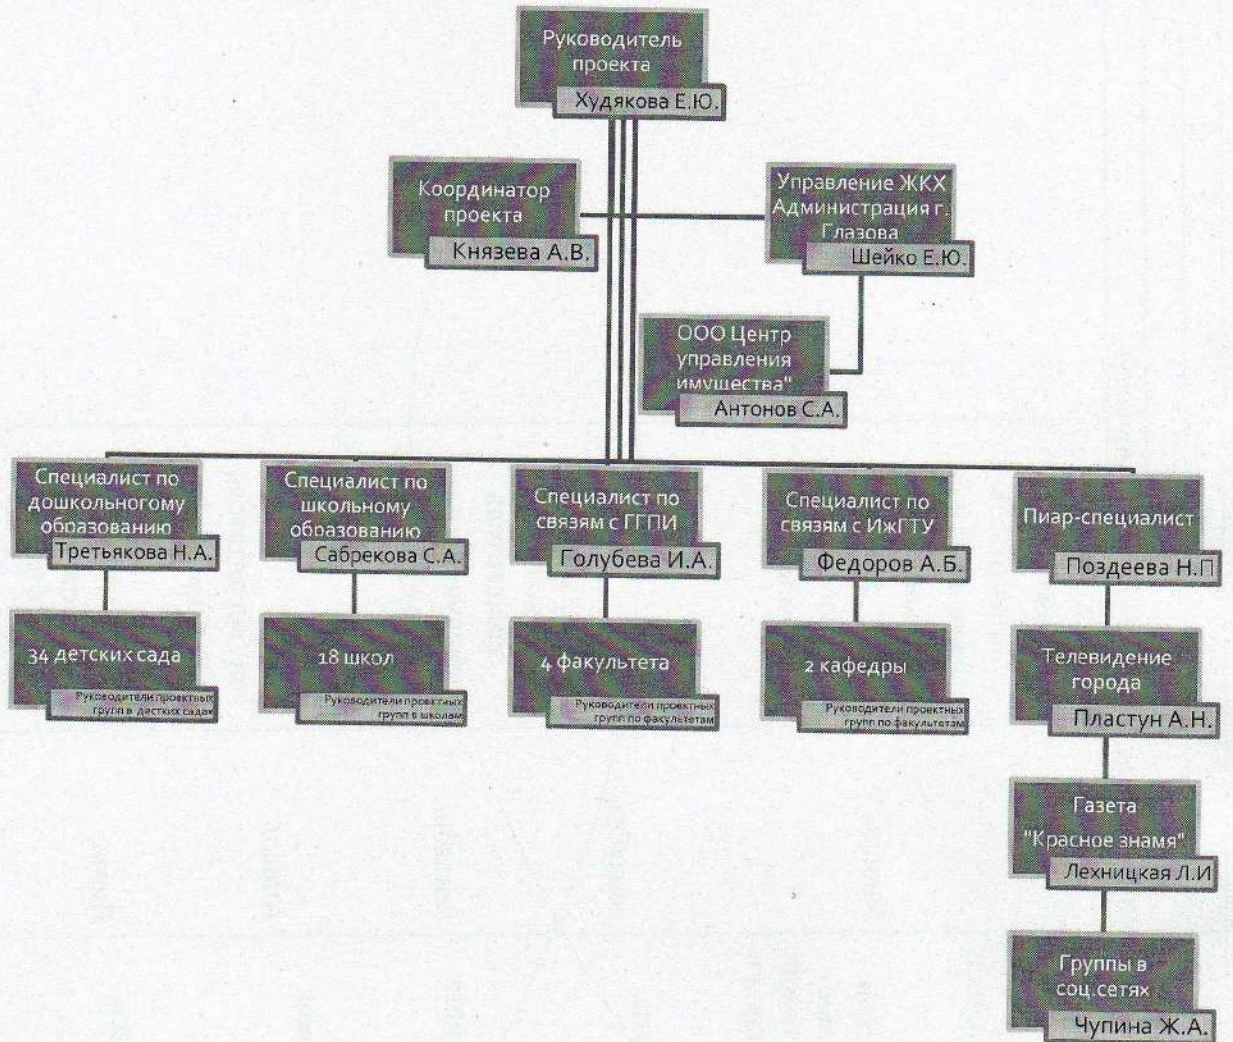 Руководитель
проекта
Худякова Е.Ю.
Координатор
проекта
Князева А.В.
Управление ЖКХ
Администрация г.
Глазова
Шейко Е.Ю.
ООО Центр
управления
имущества"
Антонов С.А.
Специалист по
дошкольногому
образованию
Третьякова Н.А.
Специалист по
школьному
образованию
Сабрекова С.А.
Специалист по
связям с ГГПИ
Голубева И.А.
Специалист по
связям с ИжГТУ
Федоров А.Б.
Пиар-специалист
Поздеева Н.П
34 детских сада
Руководители проектных
групп в детских садах
18 школ
Руководители проектных
групп в школам
4 факультета
Руководители проектных
групп по факультетам
2 кафедры
Руководители проектных
групп по факультетам
Телевидение
города
Пластун А.Н.
Газета
"Красное знамя"
Лехницкая Л.И
Группы в
соц.сетях
Чупина Ж.А.